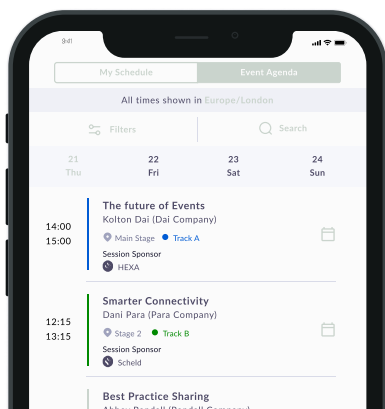 My Schedule Event Agenda
All times shown in Europe/London
Filters Search
21 22 23 24
Thu Fri Sat Sun
14:00
15:00
The future of Events
Kolton Dai (Dai Company)
Main Stage Track A
Session Sponsor
HEXA
12:15
13:15
Smarter Connectivity
Dani Para (Para Company)
Stage 2 Track B
Session Sponsor
Scheld
Best Practice Sharing